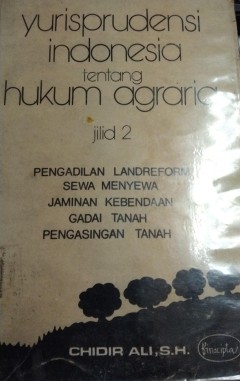 yurisprudensi
indonesia
tentang
hukum agraria
jilid 2
PENGADILAN LANDREFORM
SEWA MENYEWA
JAMINAN KEBENDAAN
GADAI TANAH
PENGASINGAN TANAH
CHIDIR ALI, S.H.
Binacipta